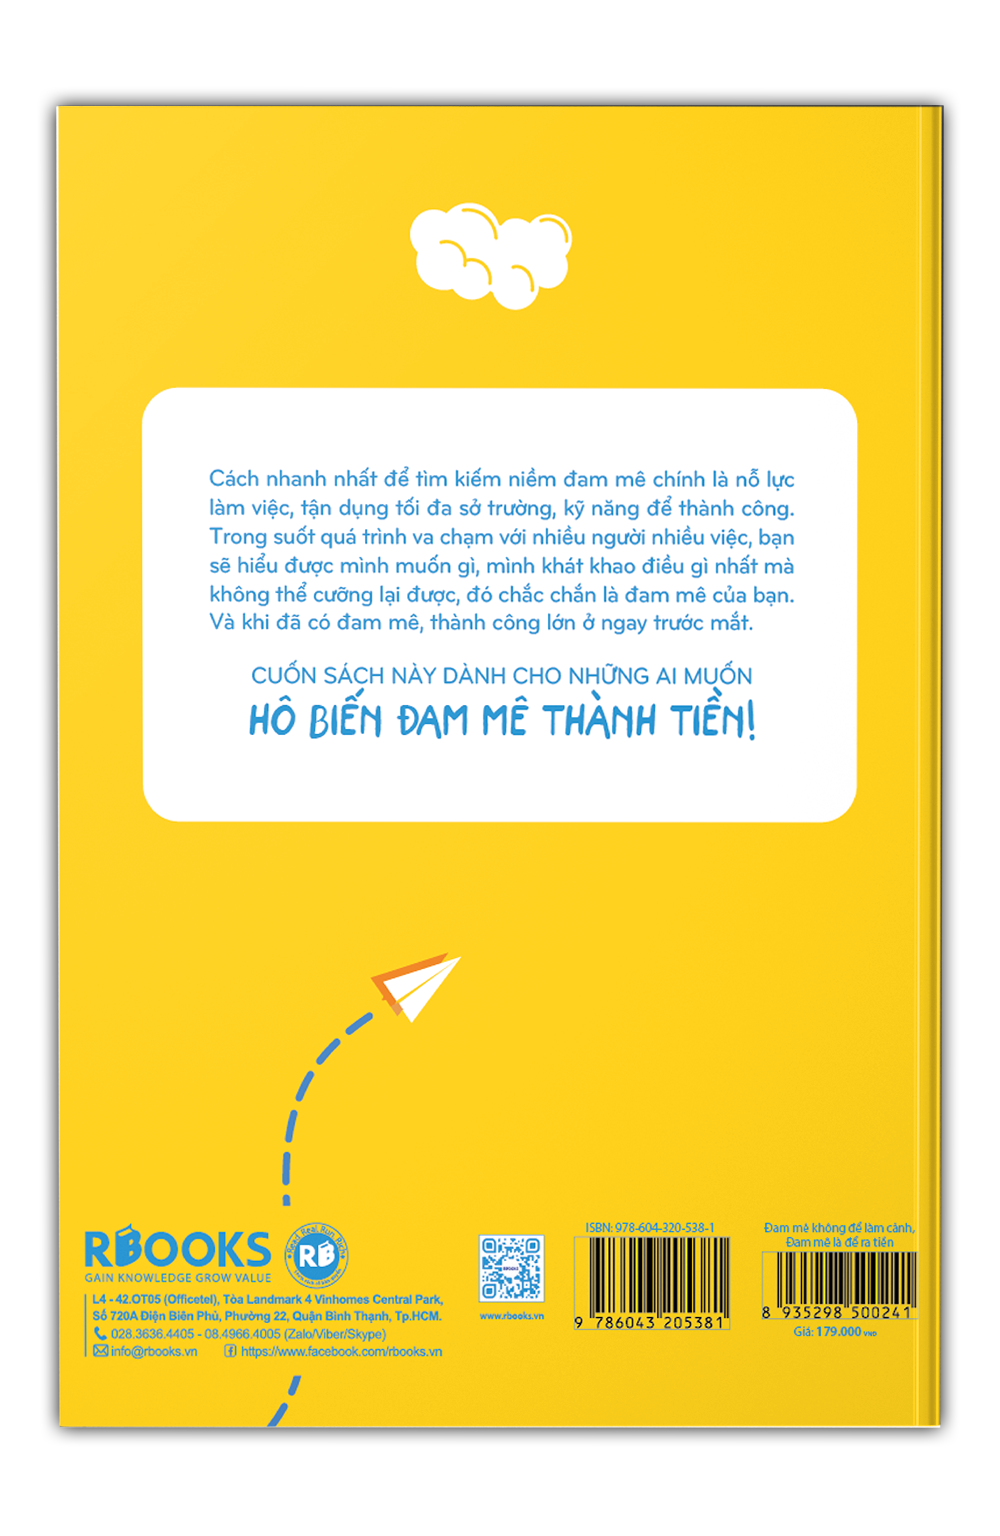 Cách nhanh nhất để tìm kiếm niềm đam mê chính là nỗ lực
làm việc, tận dụng tối đa sở trường, kỹ năng để thành công.
Trong suốt quá trình va chạm với nhiều người nhiều việc, bạn
sẽ hiểu được mình muốn gì, mình khát khao điều gì nhất mà
không thể cưỡng lại được, đó chắc chắn là đam mê của bạn.
Và khi đã có đam mê, thành công lớn ở ngay trước mắt.
CUỐN SÁCH NÀY DÀNH CHO NHỮNG AI MUỐN
HÔ BIẾN ĐAM MÊ THÀNH TIỀN!
RBOOKS
GAIN KNOWLEDGE GROW VALUE
Read Real, Run Rich
RB
L4 - 42.OT05 (Officetel), Tòa Landmark 4 Vinhomes Central Park,
Số 720A Điện Biên Phủ, Phường 22, Quận Bình Thạnh, Tp.HCM.
028.3636.4405 - 08.4966.4005 (Zalo/Viber/Skype)
info@rbooks.vn https://www.facebook.com/rbooks.vn
www.rbooks.vn
ISBN: 978-604-320-538-1
9 786043 205381
Đam mê không để làm cảnh,
Đam mê là để ra tiền
8 935298 500241
Giá: 179.000 VNĐ